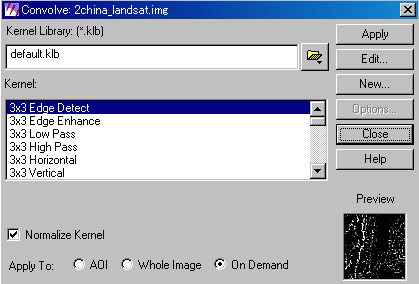 Convolve: 2china_landsat.img
Kernel Library: (*.klb)
default.klb
Kernel:
3x3 Edge Detect
3x3 Edge Enhance
3x3 Low Pass
3x3 High Pass
3x3 Horizontal
3x3 Vertical
Apply
Edit...
New...
Options...
Close
Help
Preview
Normalize Kernel
Apply To: AOI Whole Image On Demand